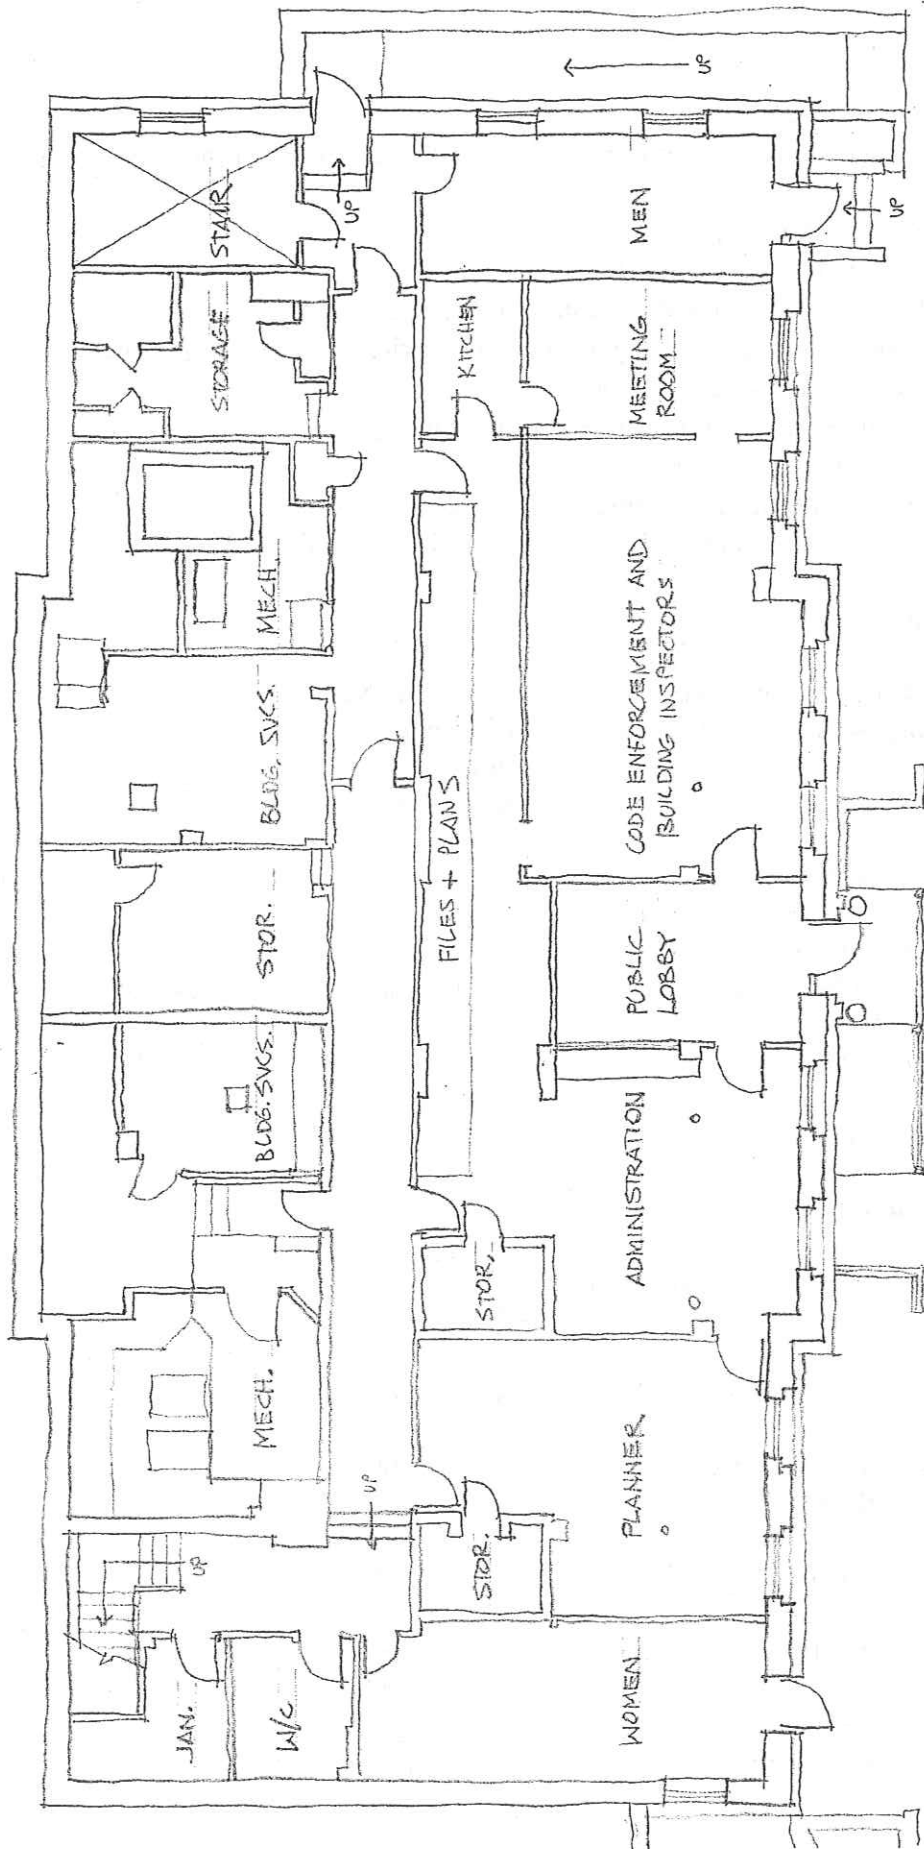 STAIR
STORAGE
MECH.
BLDG. SVCS.
STOR.
BLDG. SVCS.
MECH.
UP
JAN.
W/C
UP
UP
UP
UP
KITCHEN
FILES + PLANS
STOR.
STOR.
MEN
MEETING
ROOM
CODE ENFORCEMENT AND
BUILDING INSPECTORS
PUBLIC
LOBBY
ADMINISTRATION
PLANNER
WOMEN